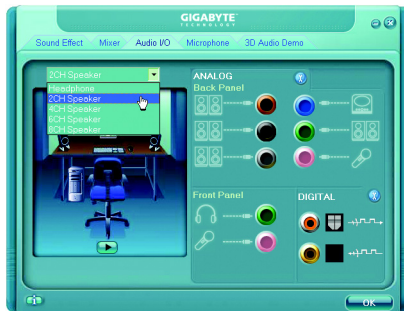 GIGABYTE
TECHNOLOGY
Sound Effect
Mixer
Audio I/O
Microphone
3D Audio Demo
2CH Speaker
Headphone
2CH Speaker
4CH Speaker
6CH Speaker
8CH Speaker
ANALOG
Back Panel
Front Panel
DIGITAL
OK